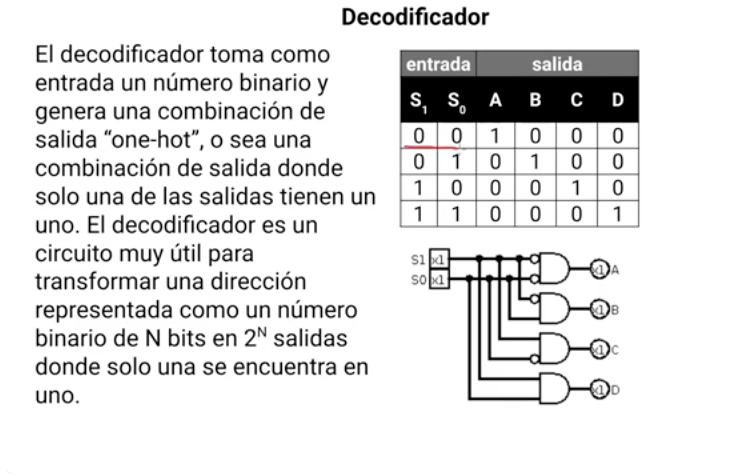 Decodificador
El decodificador toma como
entrada un número binario y
genera una combinación de
salida “one-hot”, o sea una
combinación de salida donde
solo una de las salidas tienen un
uno. El decodificador es un
circuito muy útil para
transformar una dirección
representada como un número
binario de N bits en 2ᴺ salidas
donde solo una se encuentra en
uno.
entrada salida
S₁ S₀ A B C D
0 0 1 0 0 0
0 1 0 1 0 0
1 0 0 0 1 0
1 1 0 0 0 1
S1 x1
S0 x1
x1 A
x1 B
x1 C
x1 D